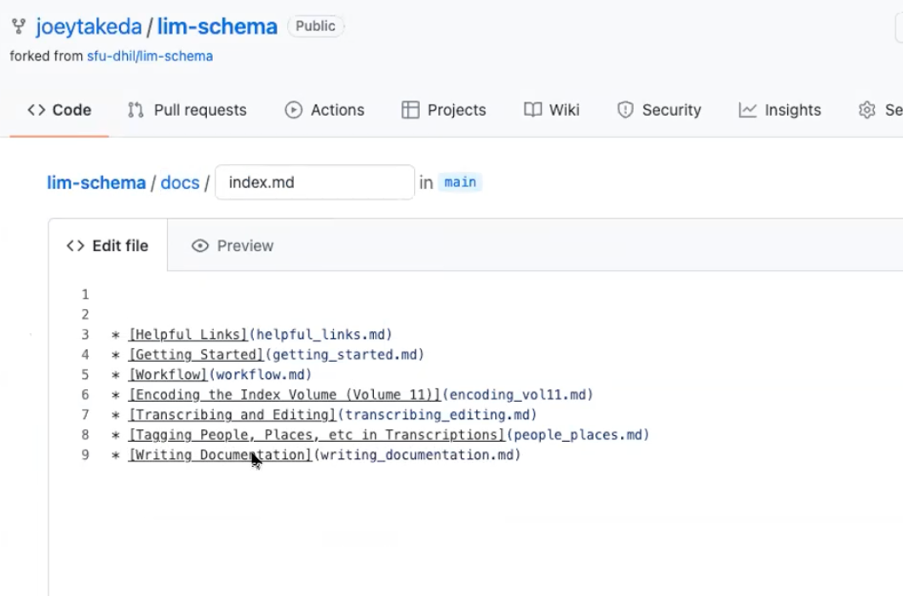 joeytakeda / lim-schema Public
forked from sfu-dhil/lim-schema
<> Code Pull requests Actions Projects Wiki Security Insights Se
lim-schema / docs / index.md in main
<> Edit file Preview
1
2
3 * [Helpful Links](helpful_links.md)
4 * [Getting Started](getting_started.md)
5 * [Workflow](workflow.md)
6 * [Encoding the Index Volume (Volume 11)](encoding_vol11.md)
7 * [Transcribing and Editing](transcribing_editing.md)
8 * [Tagging People, Places, etc in Transcriptions](people_places.md)
9 * [Writing Documentation](writing_documentation.md)